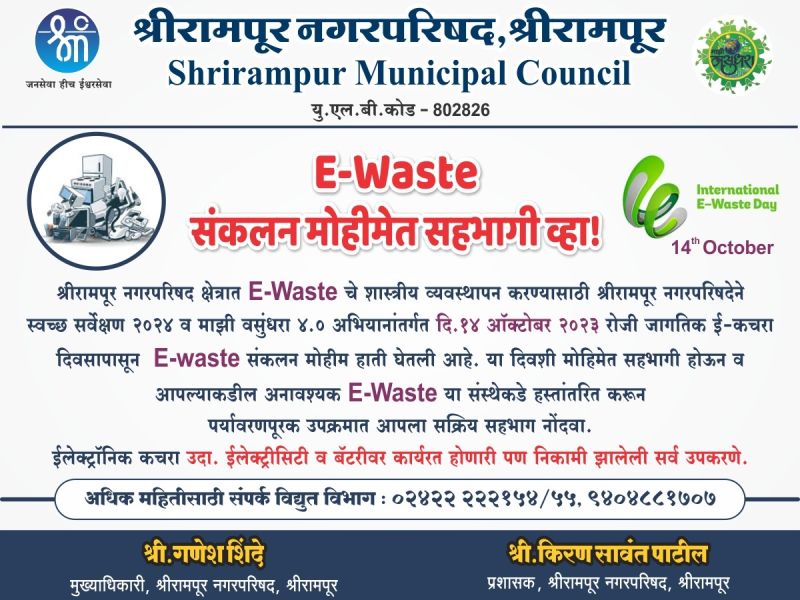 श्रीरामपूर नगरपरिषद,श्रीरामपूर
Shrirampur Municipal Council
जनसेवा हीच ईश्वरसेवा
माझी वसुंधरा
यु.एल.बी.कोड - 802826
E-Waste
संकलन मोहीमेत सहभागी व्हा!
International
E-Waste Day
14th October
श्रीरामपूर नगरपरिषद क्षेत्रात E-Waste चे शास्त्रीय व्यवस्थापन करण्यासाठी श्रीरामपूर नगरपरिषदेने
स्वच्छ सर्वेक्षण २०२४ व माझी वसुंधरा ४.० अभियानांतर्गत दि.१४ ऑक्टोबर २०२३ रोजी जागतिक ई-कचरा
दिवसापासून E-waste संकलन मोहीम हाती घेतली आहे. या दिवशी मोहिमेत सहभागी होऊन व
आपल्याकडील अनावश्यक E-Waste या संस्थेकडे हस्तांतरित करून
पर्यावरणपूरक उपक्रमात आपला सक्रिय सहभाग नोंदवा.
ईलेक्ट्रॉनिक कचरा उदा. ईलेक्ट्रीसिटी व बॅटरीवर कार्यरत होणारी पण निकामी झालेली सर्व उपकरणे.
अधिक महितीसाठी संपर्क विद्युत विभाग : ०२४२२ २२२१५४/५५, ९४०४८८१७०७
श्री.गणेश शिंदे
मुख्याधिकारी, श्रीरामपूर नगरपरिषद, श्रीरामपूर
श्री.किरण सावंत पाटील
प्रशासक, श्रीरामपूर नगरपरिषद, श्रीरामपूर